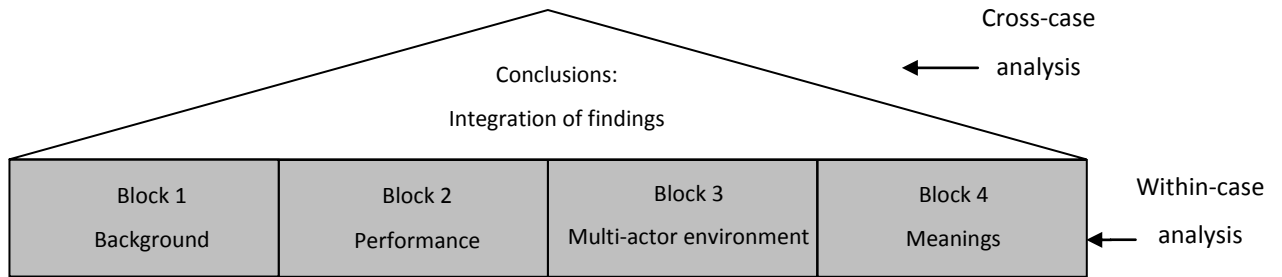 Cross-case
analysis
Conclusions:
Integration of findings
Block 1
Background
Block 2
Performance
Block 3
Multi-actor environment
Block 4
Meanings
Within-case
analysis